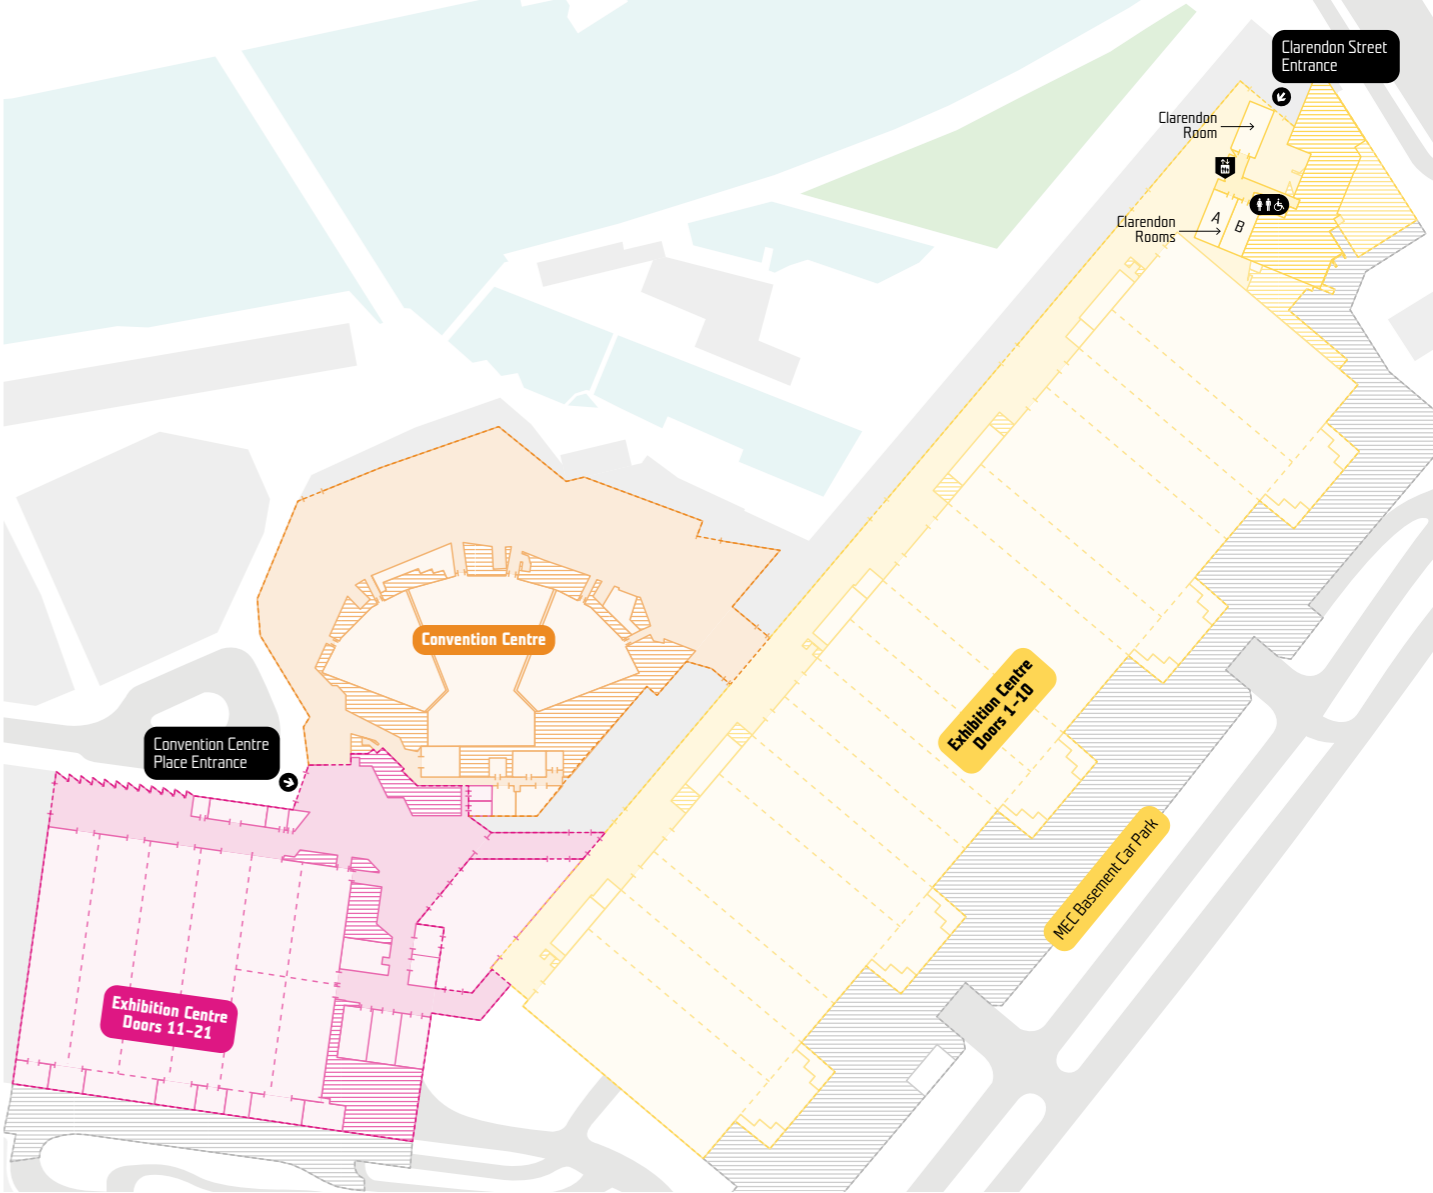 Clarendon Street
Entrance
Clarendon
Room
Clarendon
Rooms
A
B
Convention Centre
Exhibition Centre
Doors 1-10
Convention Centre
Place Entrance
MEC Basement Car Park
Exhibition Centre
Doors 11-21